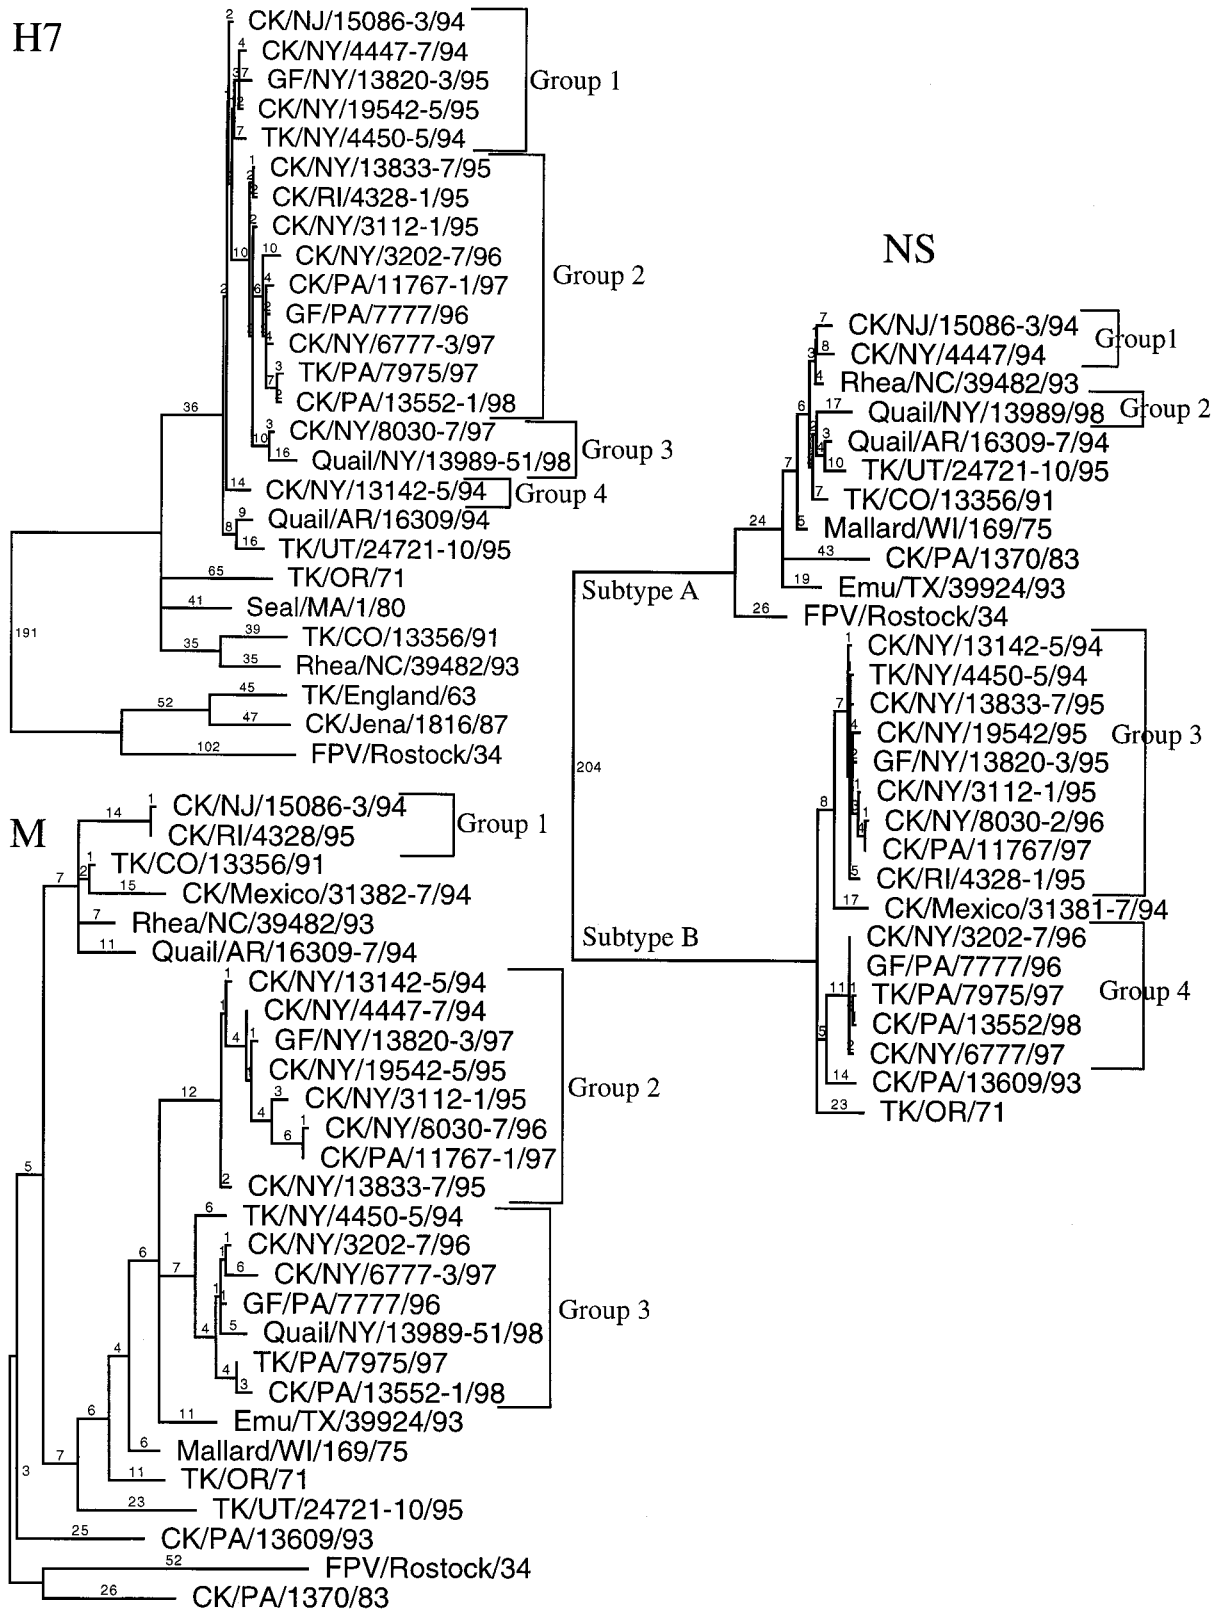 H7
CK/NJ/15086-3/94
CK/NY/4447-7/94
GF/NY/13820-3/95
CK/NY/19542-5/95
TK/NY/4450-5/94
Group 1
CK/NY/13833-7/95
CK/RI/4328-1/95
CK/NY/3112-1/95
CK/NY/3202-7/96
CK/PA/11767-1/97
GF/PA/7777/96
CK/NY/6777-3/97
TK/PA/7975/97
CK/PA/13552-1/98
Group 2
CK/NY/8030-7/97
Quail/NY/13989-51/98
Group 3
CK/NY/13142-5/94
Group 4
Quail/AR/16309/94
TK/UT/24721-10/95
TK/OR/71
Seal/MA/1/80
TK/CO/13356/91
Rhea/NC/39482/93
TK/England/63
CK/Jena/1816/87
FPV/Rostock/34
2
4
7
10
10
2
6
4
3
7
3
10
16
14
36
9
8
16
65
41
39
35
35
191
45
52
47
102
M
CK/NJ/15086-3/94
CK/RI/4328/95
Group 1
TK/CO/13356/91
CK/Mexico/31382-7/94
Rhea/NC/39482/93
Quail/AR/16309-7/94
CK/NY/13142-5/94
CK/NY/4447-7/94
GF/NY/13820-3/97
CK/NY/19542-5/95
CK/NY/3112-1/95
CK/NY/8030-7/96
CK/PA/11767-1/97
CK/NY/13833-7/95
Group 2
TK/NY/4450-5/94
CK/NY/3202-7/96
CK/NY/6777-3/97
GF/PA/7777/96
Quail/NY/13989-51/98
TK/PA/7975/97
CK/PA/13552-1/98
Group 3
Emu/TX/39924/93
Mallard/WI/169/75
TK/OR/71
TK/UT/24721-10/95
CK/PA/13609/93
FPV/Rostock/34
CK/PA/1370/83
1
14
1
2
7
15
7
11
1
1
4
1
12
3
4
1
6
2
5
6
1
1
6
6
7
1
1
4
5
4
4
3
11
6
6
7
11
3
23
25
52
26
NS
CK/NJ/15086-3/94
CK/NY/4447/94
Group1
Rhea/NC/39482/93
Quail/NY/13989/98
Group 2
Quail/AR/16309-7/94
TK/UT/24721-10/95
TK/CO/13356/91
Mallard/WI/169/75
CK/PA/1370/83
Emu/TX/39924/93
FPV/Rostock/34
Subtype A
CK/NY/13142-5/94
TK/NY/4450-5/94
CK/NY/13833-7/95
CK/NY/19542/95
GF/NY/13820-3/95
CK/NY/3112-1/95
CK/NY/8030-2/96
CK/PA/11767/97
CK/RI/4328-1/95
Group 3
CK/Mexico/31381-7/94
Subtype B
CK/NY/3202-7/96
GF/PA/7777/96
TK/PA/7975/97
CK/PA/13552/98
CK/NY/6777/97
Group 4
CK/PA/13609/93
TK/OR/71
7
8
3
4
6
17
3
4
10
7
7
5
24
43
19
26
1
7
4
1
1
4
5
204
8
17
11
1
5
14
23